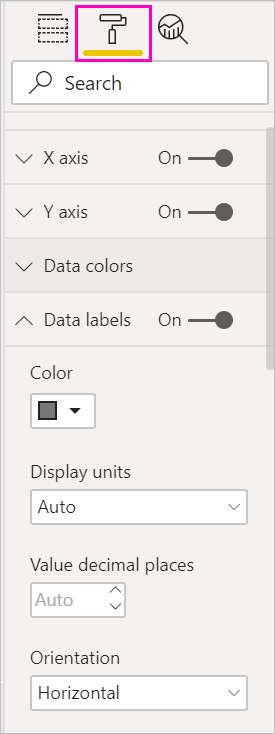 Search
X axis On
Y axis On
Data colors
Data labels On
Color
Display units
Auto
Value decimal places
Auto
Orientation
Horizontal